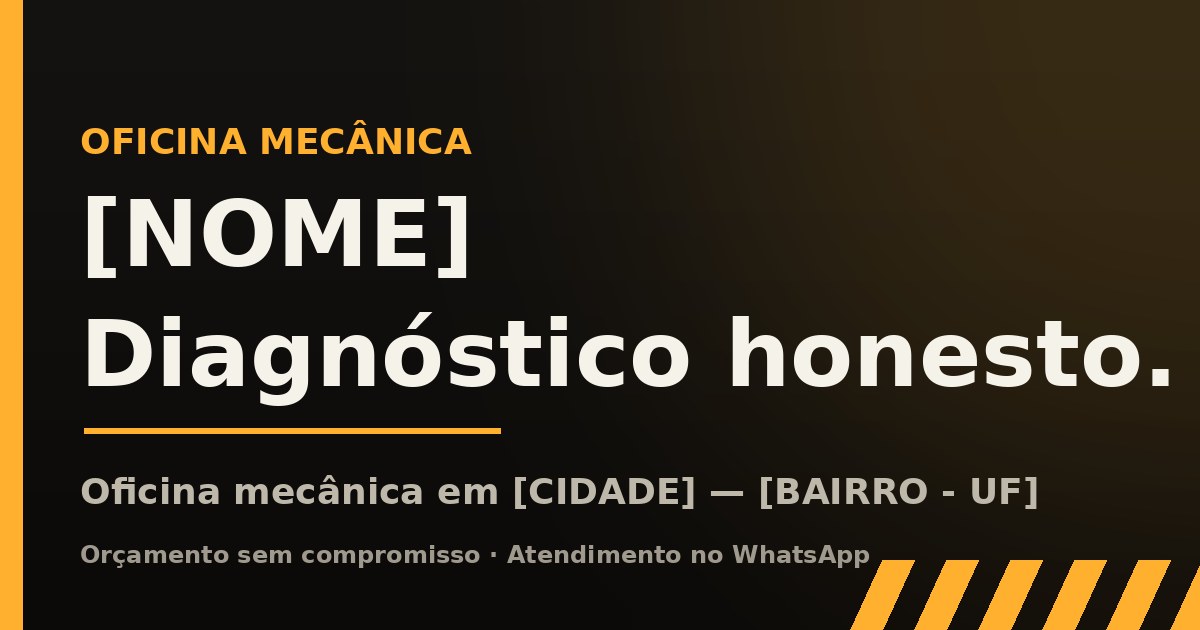 OFICINA MECÂNICA
[NOME]
Diagnóstico honesto.
Oficina mecânica em [CIDADE] — [BAIRRO - UF]
Orçamento sem compromisso · Atendimento no WhatsApp